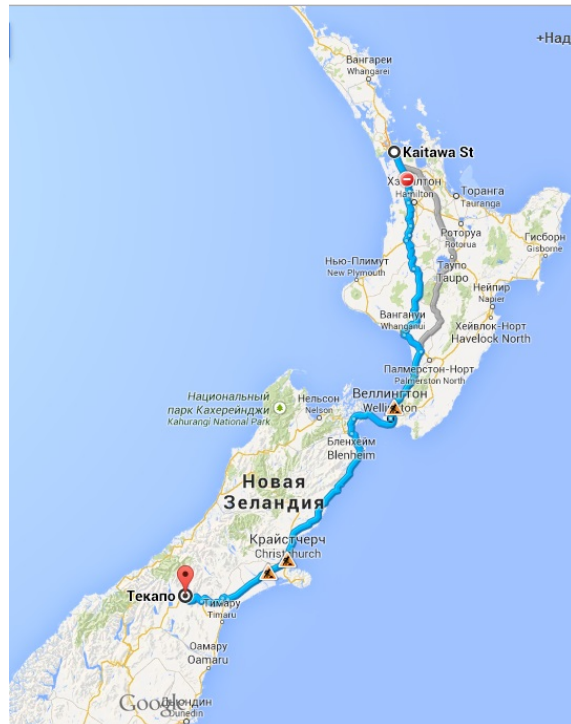 +Над
Вангареи
Whangarei
Kaitawa St
Хэмилтон
Hamilton
Торанга
Tauranga
Роторуа
Rotorua
Гисборн
Gisborne
Нью-Плимут
New Plymouth
Таупо
Taupo
Нейпир
Napier
Вангануи
Whanganui
Хейвлок-Норт
Havelock North
Палмерстон-Норт
Palmerston North
Национальный
парк Кахерейнджи
Kahurangi National Park
Нельсон
Nelson
Веллингтон
Wellington
Бленхейм
Blenheim
Новая
Зеландия
Крайстчерч
Christchurch
Текапо
Тимару
Timaru
Оамару
Oamaru
Google
Данидин
Dunedin